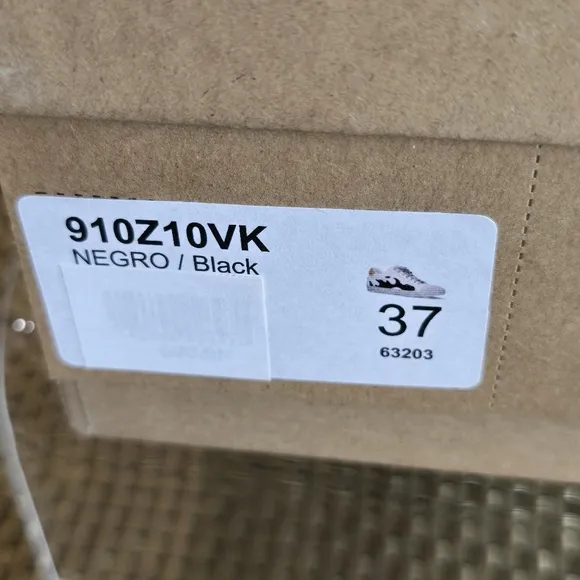 910Z10VK
NEGRO / Black
37
63203